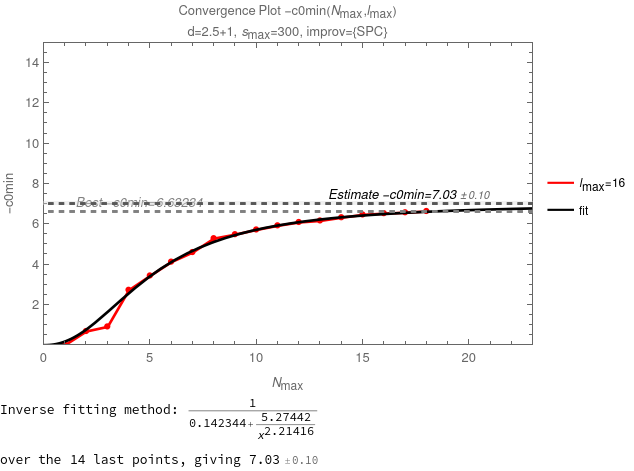 Convergence Plot −c0min(Nmax,lmax)
d=2.5+1, smax=300, improv={SPC}
14
12
10
8
6
4
2
−c0min
Best −c0min=6.63234
Estimate −c0min=7.03 ±0.10
lmax=16
fit
0 5 10 15 20
Nmax
Inverse fitting method: 1
0.142344+ 5.27442
x2.21416
over the 14 last points, giving 7.03 ±0.10